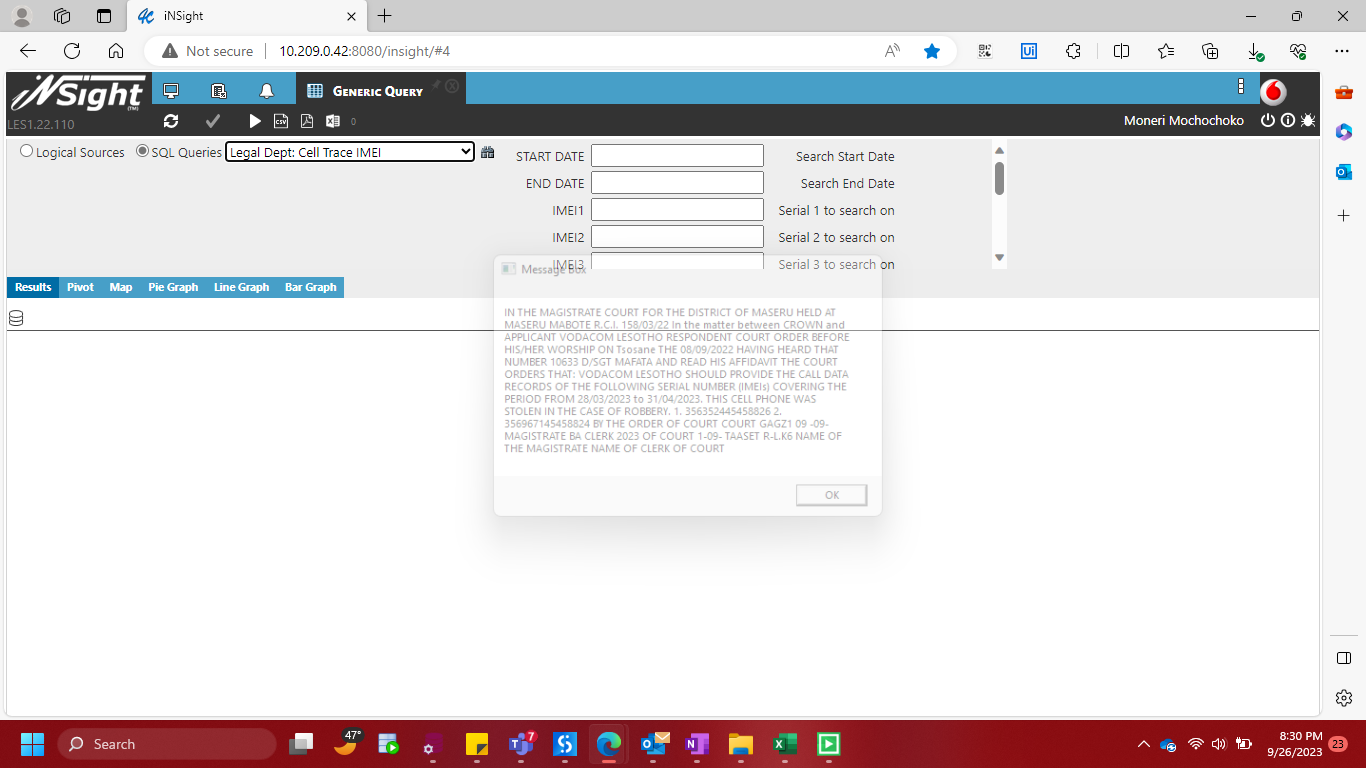 iNSight
Not secure
10.209.0.42:8080/insight/#4
iNSight
(TM)
LES1.22.110
GENERIC QUERY
CSV
0
Moneri Mochochoko
Logical Sources
SQL Queries
Legal Dept: Cell Trace IMEI
START DATE
Search Start Date
END DATE
Search End Date
IMEI1
Serial 1 to search on
IMEI2
Serial 2 to search on
IMEI3
Serial 3 to search on
Results
Pivot
Map
Pie Graph
Line Graph
Bar Graph
Message Box
IN THE MAGISTRATE COURT FOR THE DISTRICT OF MASERU HELD AT
MASERU MABOTE R.C.I. 158/03/22 In the matter between CROWN and
APPLICANT VODACOM LESOTHO RESPONDENT COURT ORDER BEFORE
HIS/HER WORSHIP ON Tsosane THE 08/09/2022 HAVING HEARD THAT
NUMBER 10633 D/SGT MAFATA AND READ HIS AFFIDAVIT THE COURT
ORDERS THAT: VODACOM LESOTHO SHOULD PROVIDE THE CALL DATA
RECORDS OF THE FOLLOWING SERIAL NUMBER (IMEIs) COVERING THE
PERIOD FROM 28/03/2023 to 31/04/2023. THIS CELL PHONE WAS
STOLEN IN THE CASE OF ROBBERY. 1. 356352445458826 2.
356967145458824 BY THE ORDER OF COURT COURT GAGZ1 09 -09-
MAGISTRATE BA CLERK 2023 OF COURT 1-09- TAASET R-L.K6 NAME OF
THE MAGISTRATE NAME OF CLERK OF COURT
OK
Search
47°
7
8:30 PM
9/26/2023
23